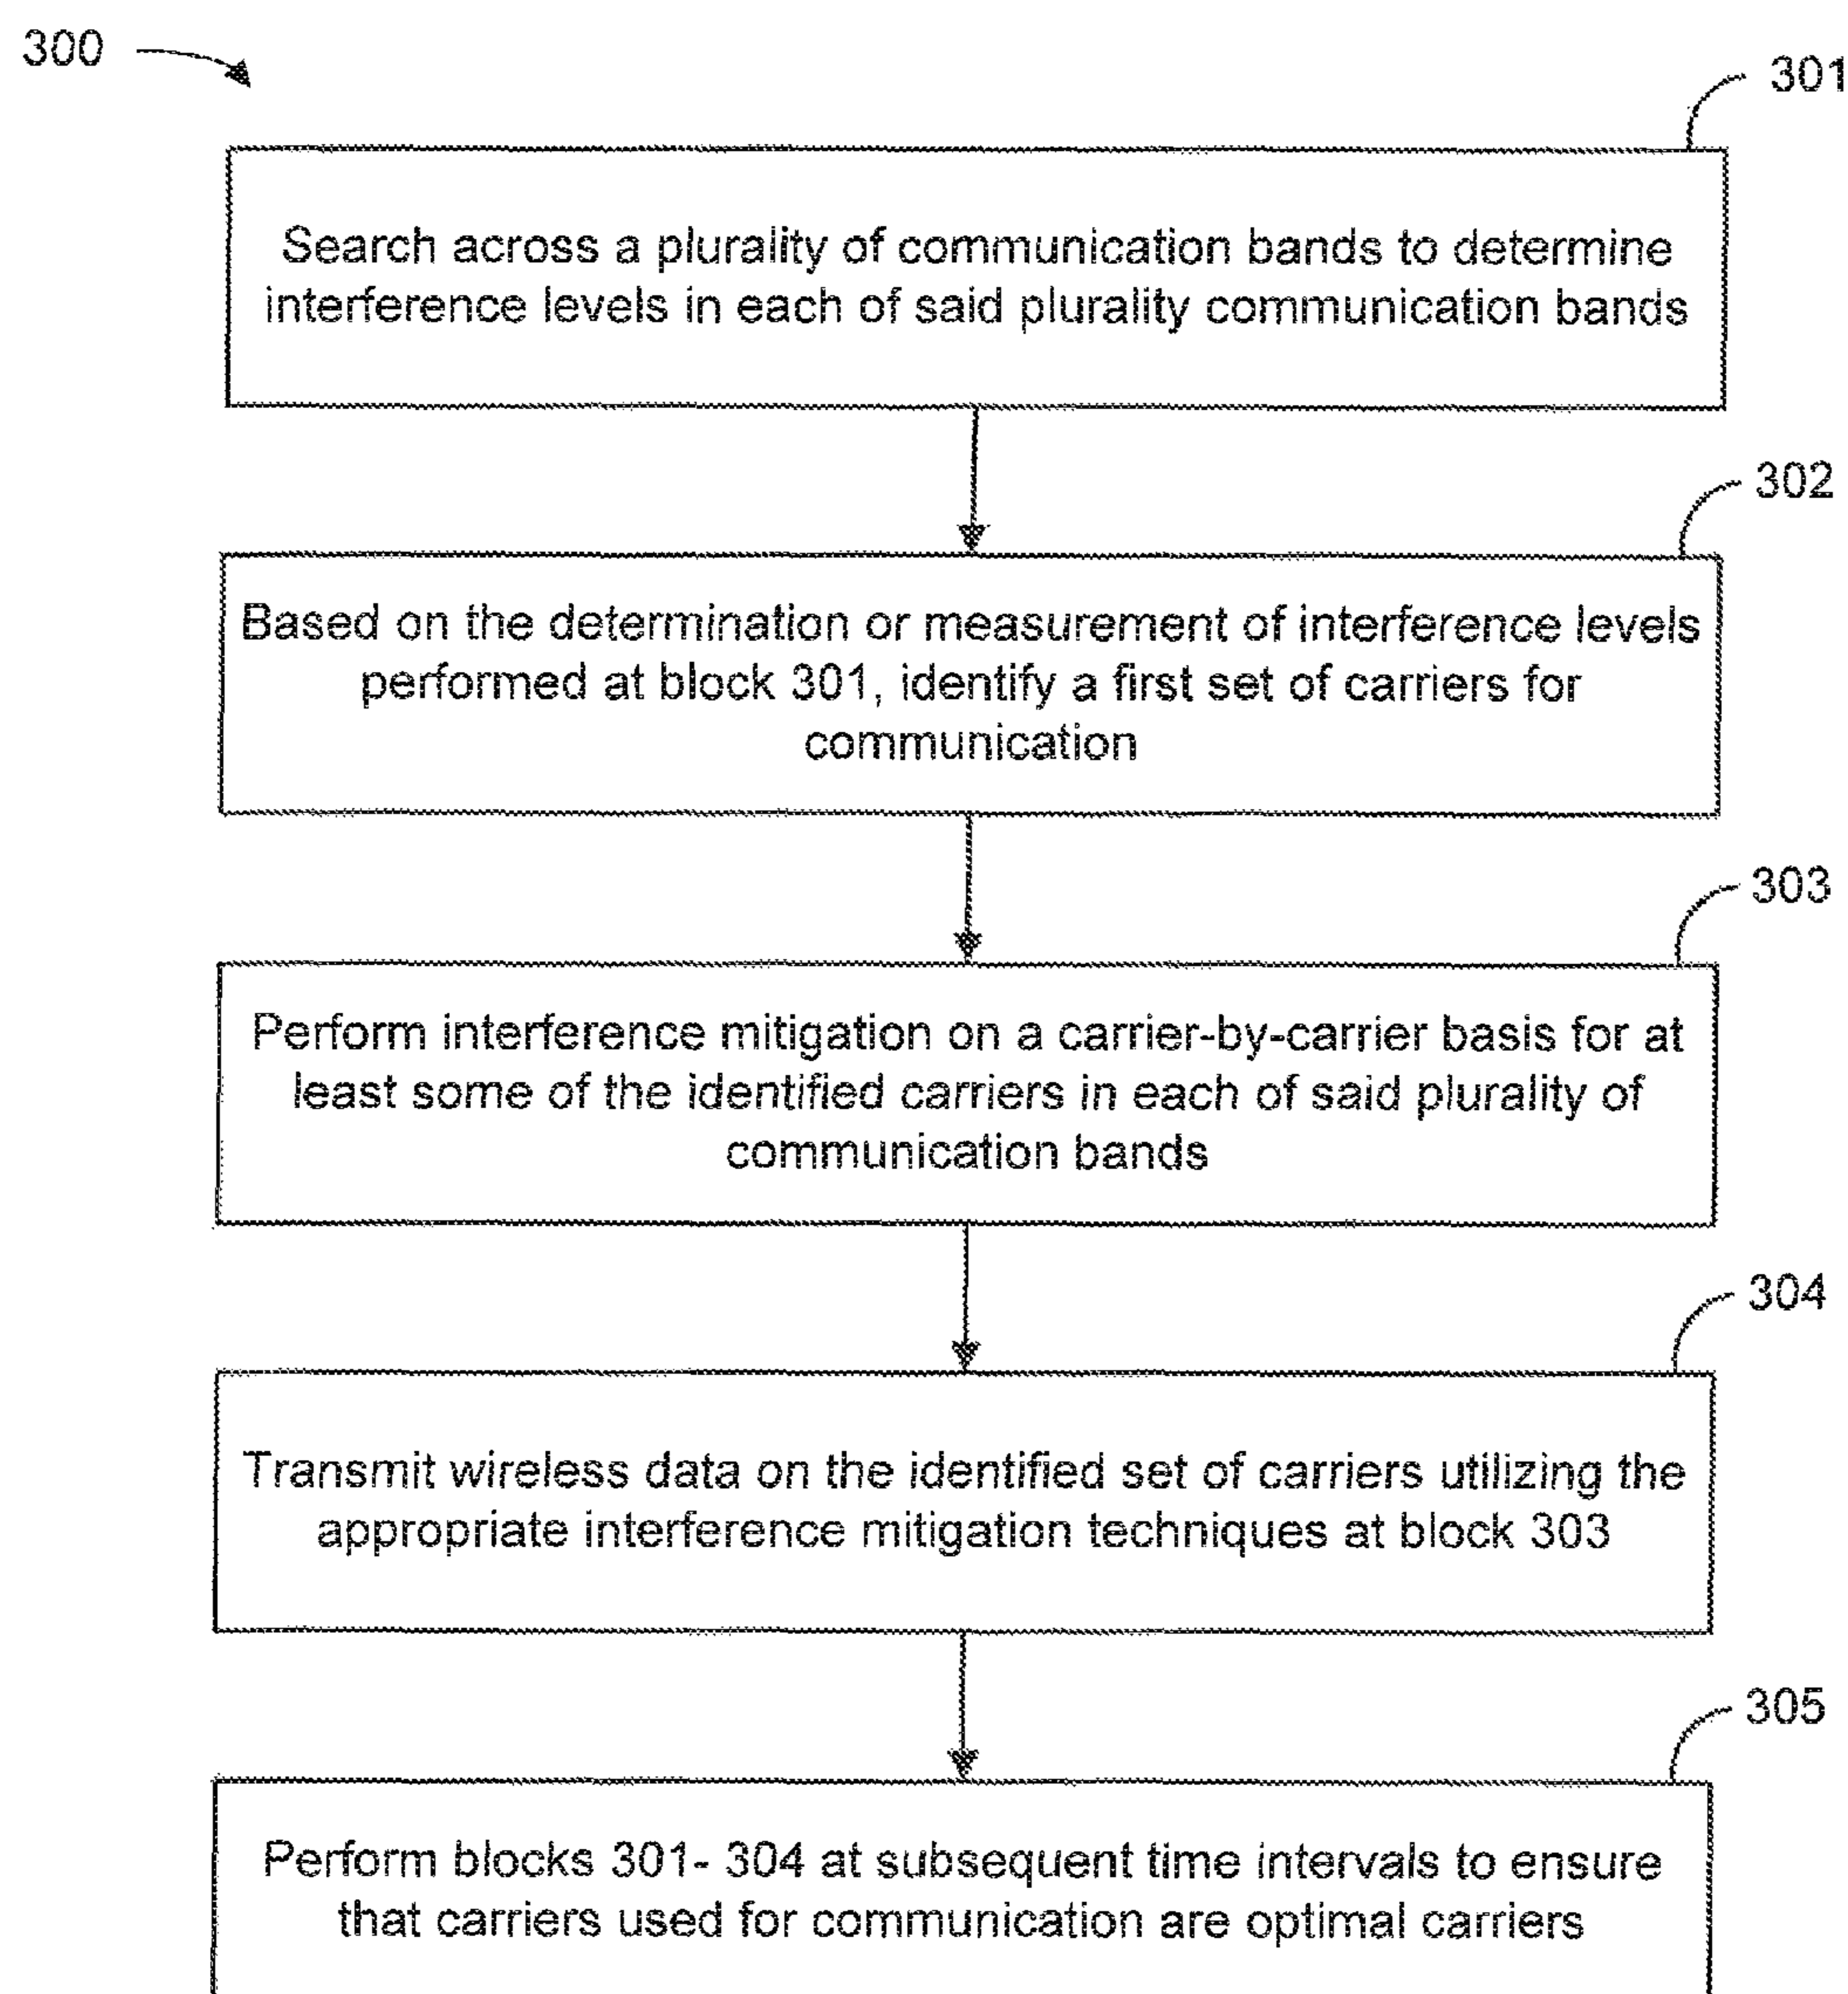 300
301
Search across a plurality of communication bands to determine
interference levels in each of said plurality communication bands
302
Based on the determination or measurement of interference levels
performed at block 301, identify a first set of carriers for
communication
303
Perform interference mitigation on a carrier-by-carrier basis for at
least some of the identified carriers in each of said plurality of
communication bands
304
Transmit wireless data on the identified set of carriers utilizing the
appropriate interference mitigation techniques at block 303
305
Perform blocks 301- 304 at subsequent time intervals to ensure
that carriers used for communication are optimal carriers